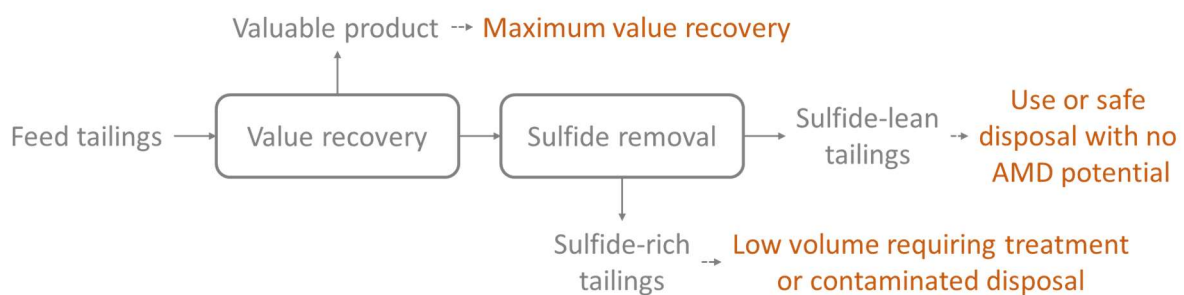 Valuable product
Maximum value recovery
Feed tailings
Value recovery
Sulfide removal
Sulfide-lean
tailings
Use or safe
disposal with no
AMD potential
Sulfide-rich
tailings
Low volume requiring treatment
or contaminated disposal